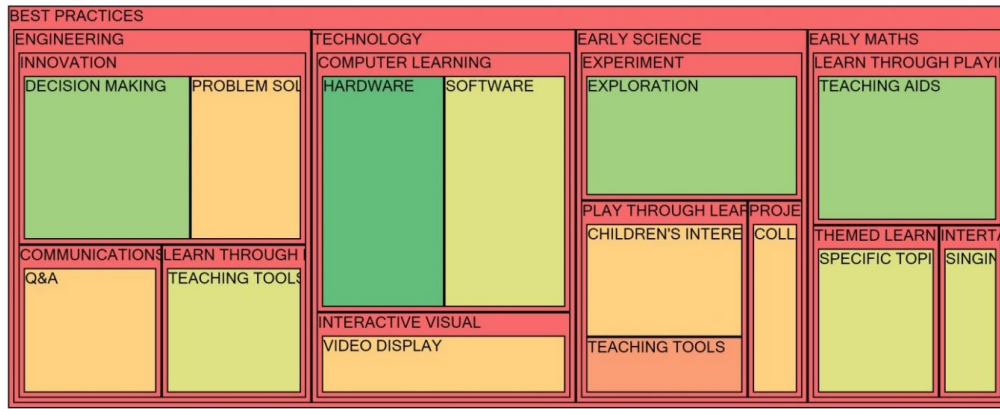 BEST PRACTICES
ENGINEERING
INNOVATION
DECISION MAKING
PROBLEM SOL
COMMUNICATIONS
Q&A
LEARN THROUGH
TEACHING TOOLS
TECHNOLOGY
COMPUTER LEARNING
HARDWARE
SOFTWARE
INTERACTIVE VISUAL
VIDEO DISPLAY
EARLY SCIENCE
EXPERIMENT
EXPLORATION
PLAY THROUGH LEAR
CHILDREN'S INTERE
TEACHING TOOLS
PROJE
COLL
EARLY MATHS
LEARN THROUGH PLAYI
TEACHING AIDS
THEMED LEARN
SPECIFIC TOPI
INTERTA
SINGIN